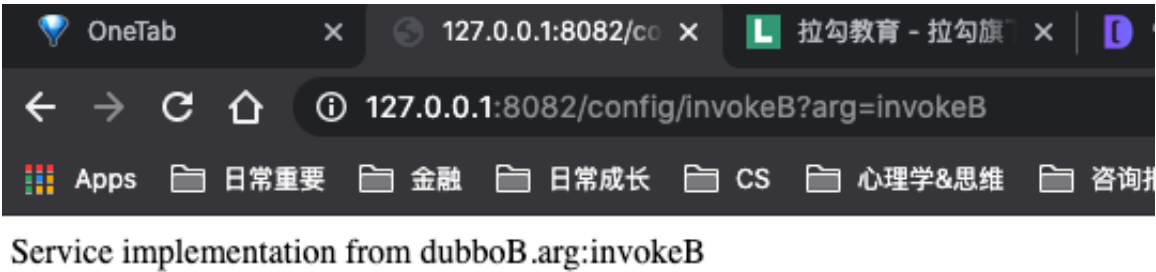 OneTab
127.0.0.1:8082/co
拉勾教育 - 拉勾旗
127.0.0.1:8082/config/invokeB?arg=invokeB
Apps 日常重要 金融 日常成长 CS 心理学&思维 咨询
Service implementation from dubboB.arg:invokeB